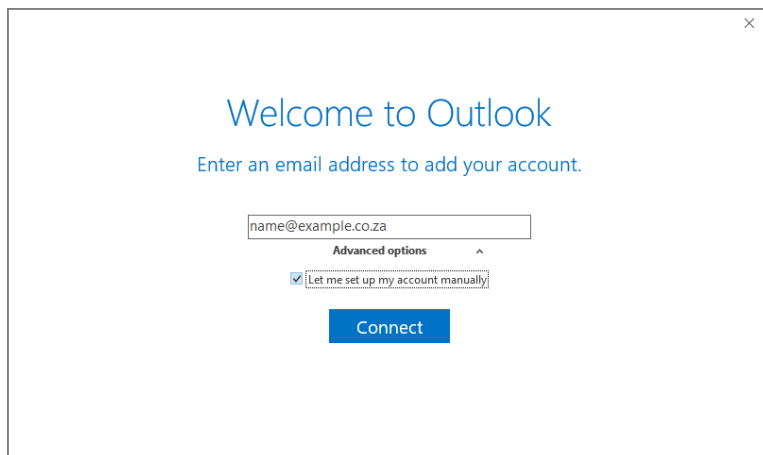 Welcome to Outlook
Enter an email address to add your account.
name@example.co.za
Advanced options
Let me set up my account manually
Connect